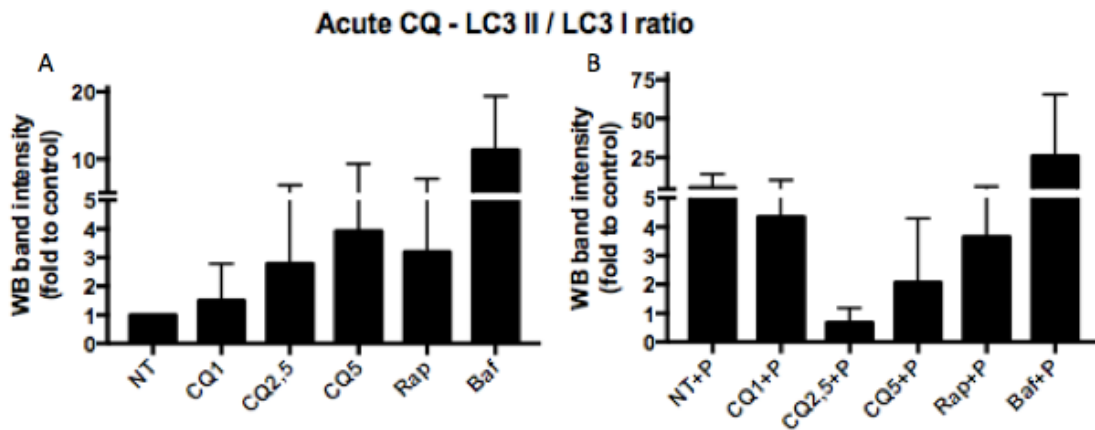 Acute CQ - LC3 II / LC3 I ratio
A
WB band intensity
(fold to control)
20
10
5
4
3
2
1
0
NT
CQ1
CQ2,5
CQ5
Rap
Baf
B
WB band intensity
(fold to control)
75
50
25
5
4
3
2
1
0
NT+P
CQ1+P
CQ2,5+P
CQ5+P
Rap+P
Baf+P